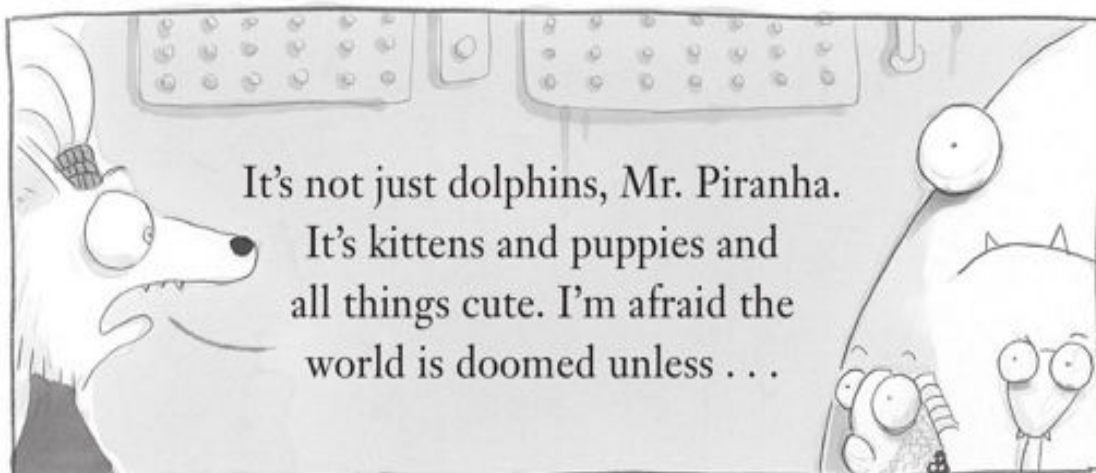 It's not just dolphins, Mr. Piranha.
It's kittens and puppies and
all things cute. I'm afraid the
world is doomed unless . . .